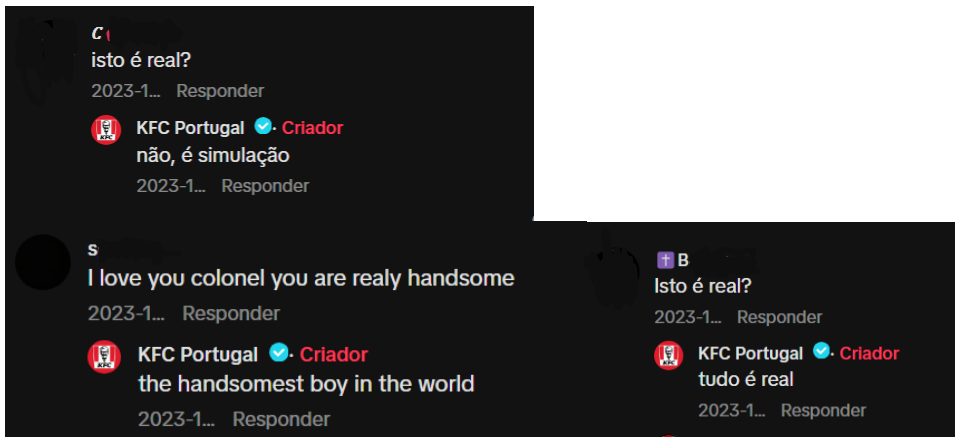 C
isto é real?
2023-1... Responder
KFC Portugal · Criador
não, é simulação
2023-1... Responder
s
I love you colonel you are realy handsome
2023-1... Responder
KFC Portugal · Criador
the handsomest boy in the world
2023-1... Responder
B
Isto é real?
2023-1... Responder
KFC Portugal · Criador
tudo é real
2023-1... Responder